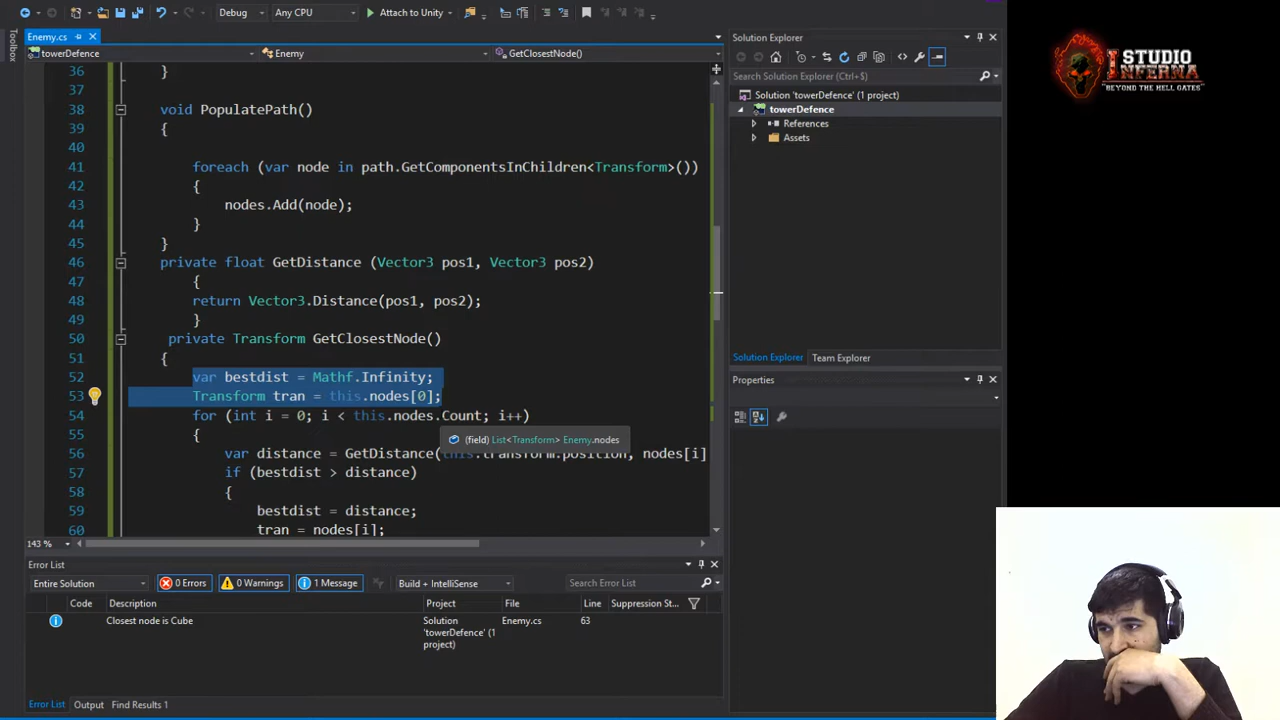 Debug
Any CPU
Attach to Unity
Toolbox
Enemy.cs
towerDefence
Enemy
GetClosestNode()
36 }
37
38 void PopulatePath()
39 {
40
41 foreach (var node in path.GetComponentsInChildren<Transform>())
42 {
43 nodes.Add(node);
44 }
45 }
46 private float GetDistance (Vector3 pos1, Vector3 pos2)
47 {
48 return Vector3.Distance(pos1, pos2);
49 }
50 private Transform GetClosestNode()
51 {
52 var bestdist = Mathf.Infinity;
53 Transform tran = this.nodes[0];
54 for (int i = 0; i < this.nodes.Count; i++)
55 {
(field) List<Transform> Enemy.nodes
56 var distance = GetDistance(this.transform.position, nodes[i]
57 if (bestdist > distance)
58 {
59 bestdist = distance;
60 tran = nodes[i];
143 %
Error List
Entire Solution
0 Errors
0 Warnings
1 Message
Build + IntelliSense
Search Error List
Code Description Project File Line Suppression St...
Closest node is Cube Solution Enemy.cs 63
'towerDefence' (1
project)
Error List Output Find Results 1
Solution Explorer
Search Solution Explorer (Ctrl+$)
Solution 'towerDefence' (1 project)
towerDefence
References
Assets
Solution Explorer Team Explorer
Properties
STUDIO
INFERNA
"BEYOND THE HELL GATES"